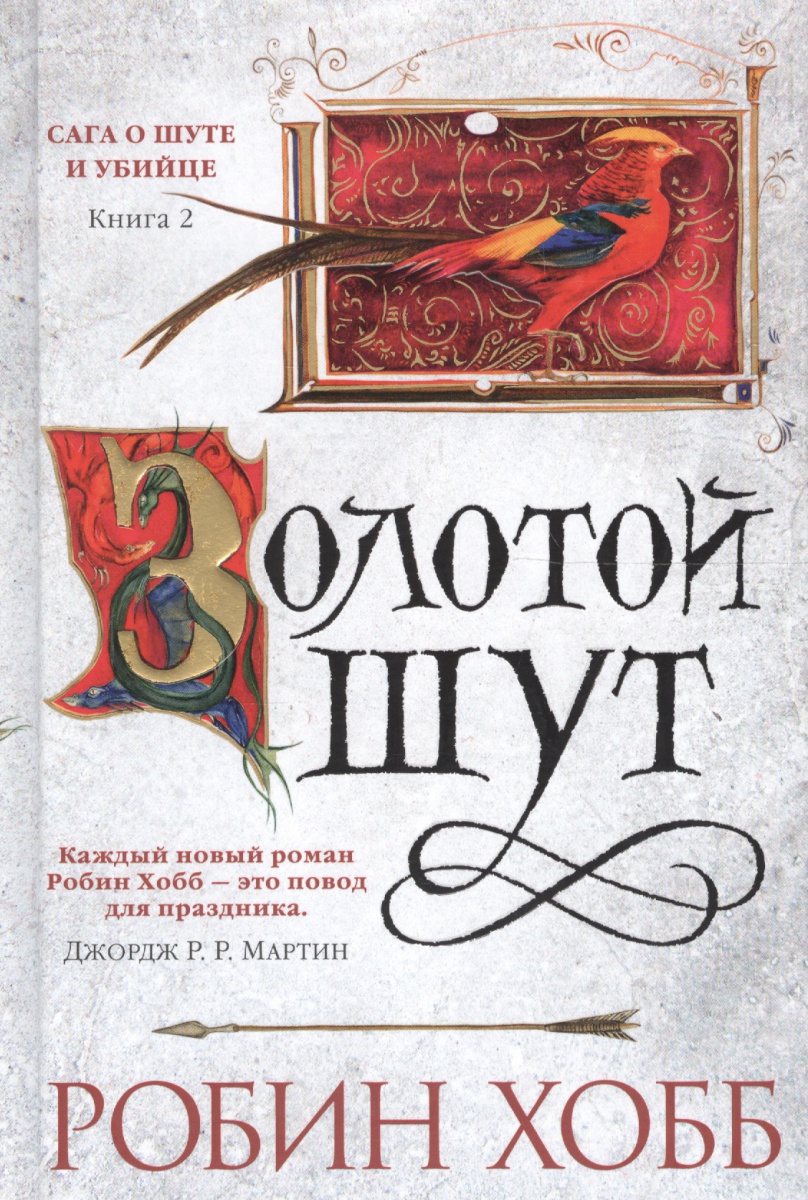 САГА О ШУТЕ
И УБИЙЦЕ
Книга 2
ЗОЛОТОЙ
ШУТ
Каждый новый роман
Робин Хобб – это повод
для праздника.
Джордж Р. Р. Мартин
РОБИН ХОББ